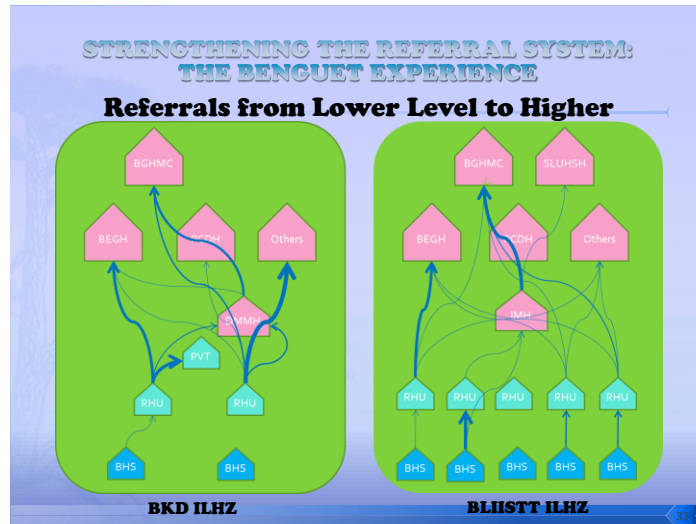 STRENGTHENING THE REFERRAL SYSTEM:
THE BENGUET EXPERIENCE
Referrals from Lower Level to Higher
BGHMC
BEGH
Others
DMMH
PVT
RHU
RHU
BHS
BHS
BKD ILHZ
BGHMC
SLUHSH
BEGH
Others
IMH
RHU
RHU
RHU
RHU
RHU
BHS
BHS
BHS
BHS
BHS
BLIISTT ILHZ